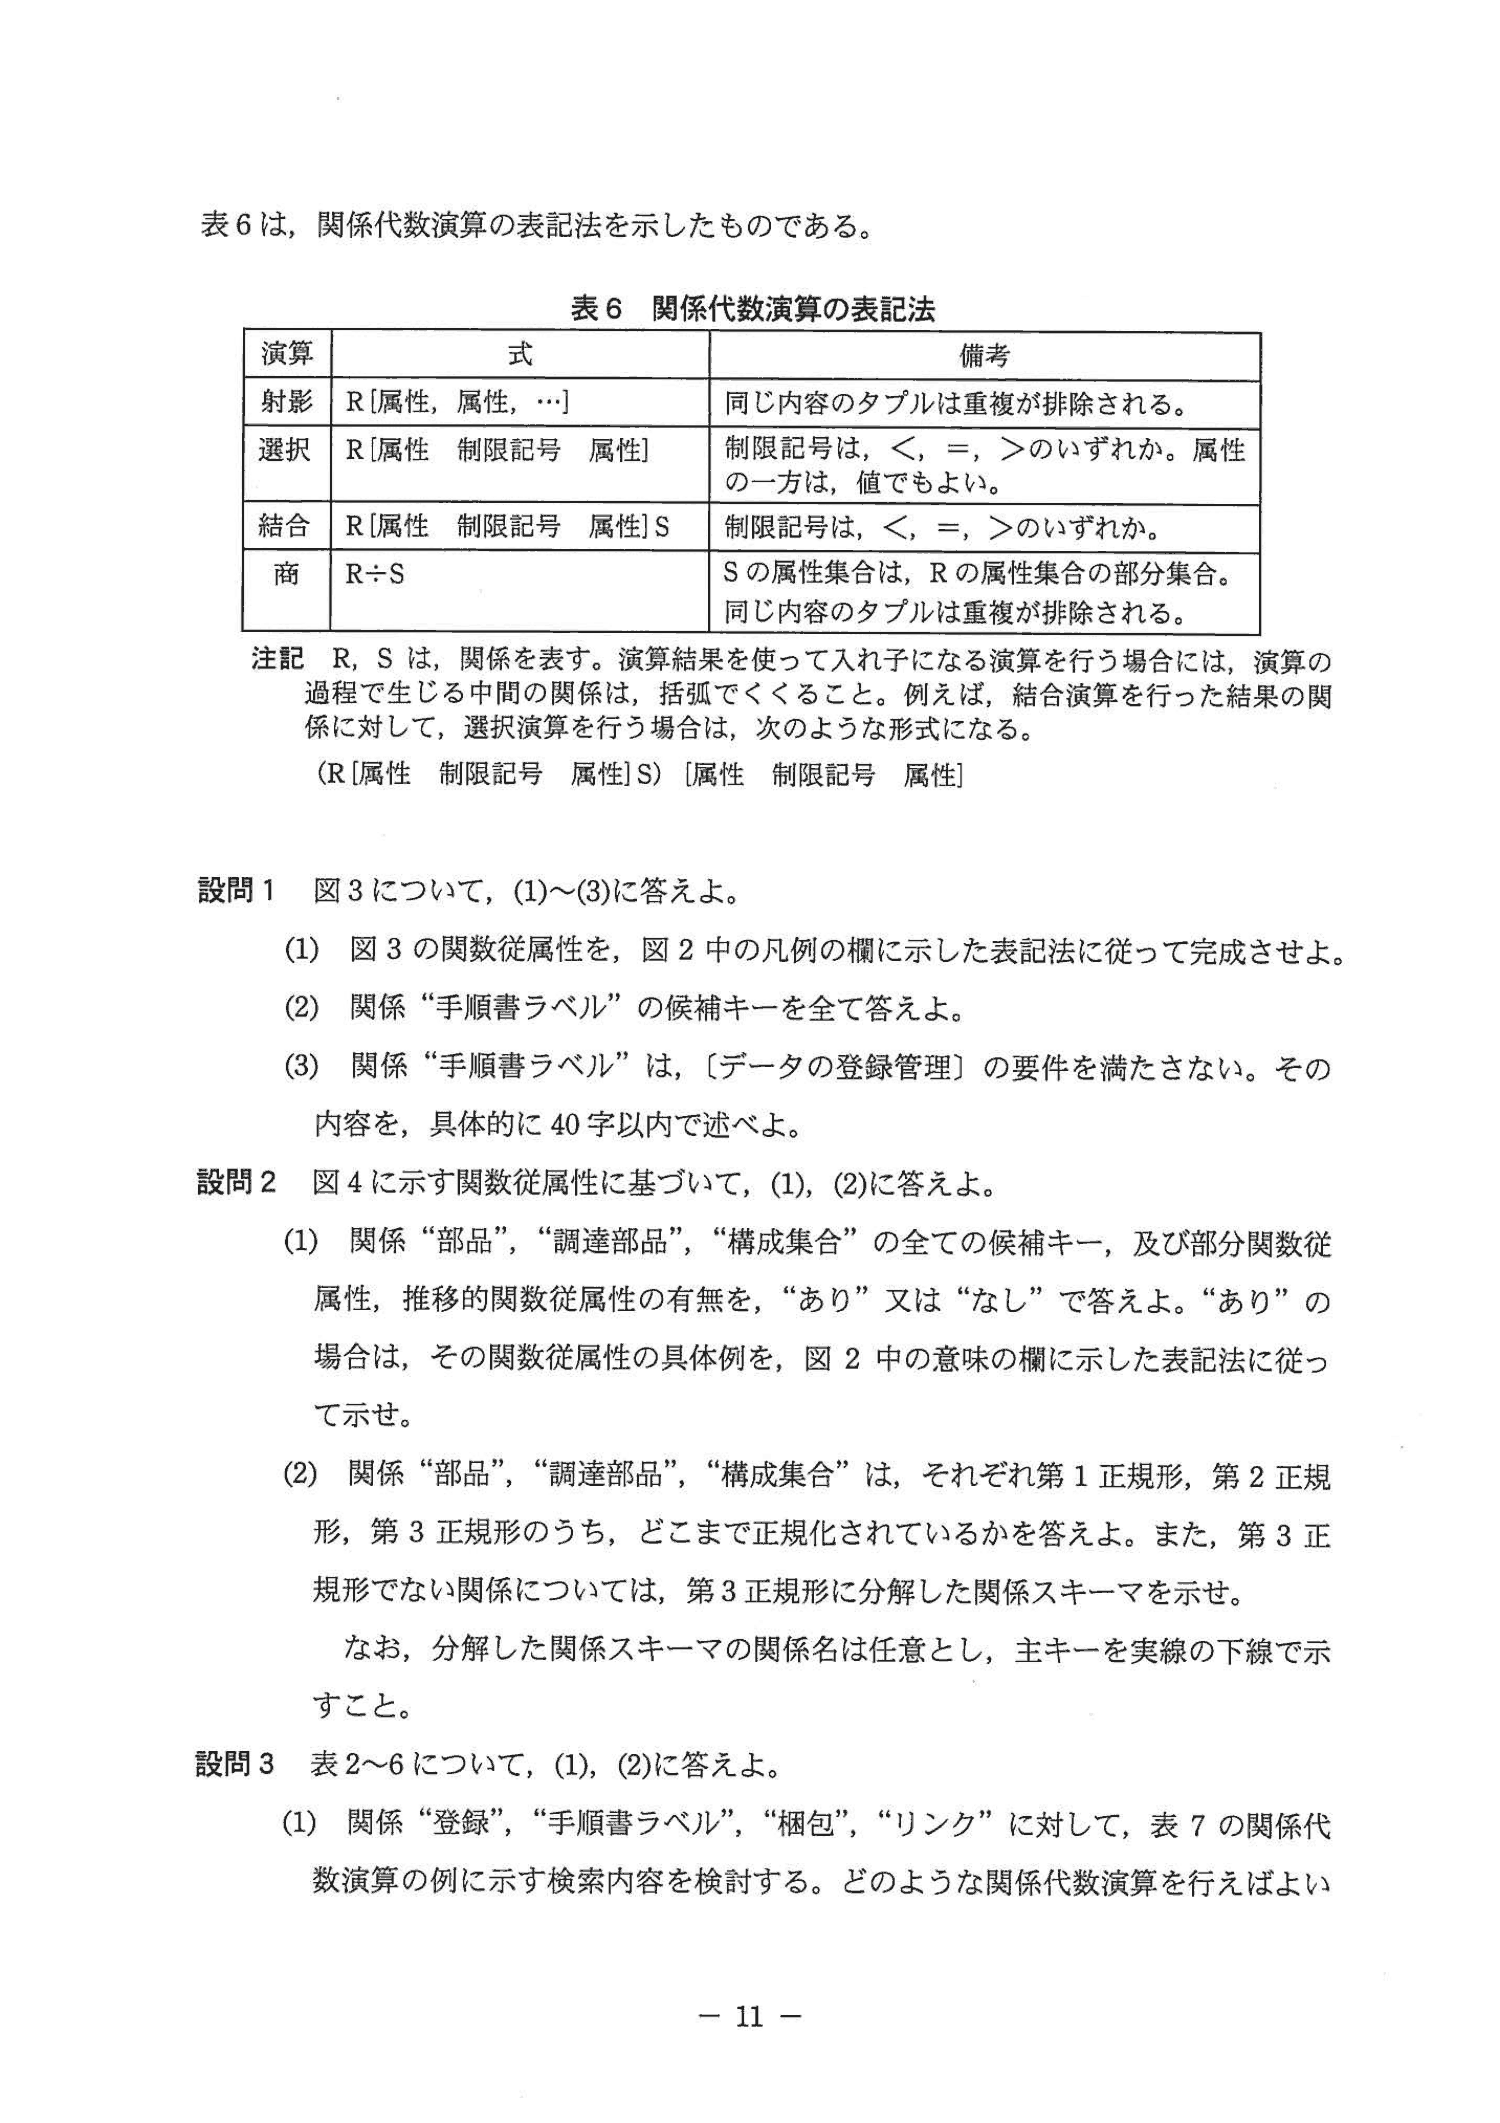 表6は，関係代数演算の表記法を示したものである。
表6　関係代数演算の表記法
演算　式　備考
射影　R[属性，属性，…]　同じ内容のタプルは重複が排除される。
選択　R[属性　制限記号　属性]　制限記号は，＜，＝，＞のいずれか。属性
の一方は，値でもよい。
結合　R[属性　制限記号　属性]S　制限記号は，＜，＝，＞のいずれか。
商　R÷S　Sの属性集合は，Rの属性集合の部分集合。
同じ内容のタプルは重複が排除される。
注記　R，Sは，関係を表す。演算結果を使って入れ子になる演算を行う場合には，演算の
過程で生じる中間の関係は，括弧でくくること。例えば，結合演算を行った結果の関
係に対して，選択演算を行う場合は，次のような形式になる。
（R[属性　制限記号　属性]S）[属性　制限記号　属性]
設問1　図3について，(1)～(3)に答えよ。
(1)　図3の関数従属性を，図2中の凡例の欄に示した表記法に従って完成させよ。
(2)　関係“手順書ラベル”の候補キーを全て答えよ。
(3)　関係“手順書ラベル”は，〔データの登録管理〕の要件を満たさない。その
内容を，具体的に40字以内で述べよ。
設問2　図4に示す関数従属性に基づいて，(1)，(2)に答えよ。
(1)　関係“部品”，“調達部品”，“構成集合”の全ての候補キー，及び部分関数従
属性，推移的関数従属性の有無を，“あり”又は“なし”で答えよ。“あり”の
場合は，その関数従属性の具体例を，図2中の意味の欄に示した表記法に従っ
て示せ。
(2)　関係“部品”，“調達部品”，“構成集合”は，それぞれ第1正規形，第2正規
形，第3正規形のうち，どこまで正規化されているかを答えよ。また，第3正
規形でない関係については，第3正規形に分解した関係スキーマを示せ。
なお，分解した関係スキーマの関係名は任意とし，主キーを実線の下線で示
すこと。
設問3　表2～6について，(1)，(2)に答えよ。
(1)　関係“登録”，“手順書ラベル”，“梱包”，“リンク”に対して，表7の関係代
数演算の例に示す検索内容を検討する。どのような関係代数演算を行えばよい
－ 11 －